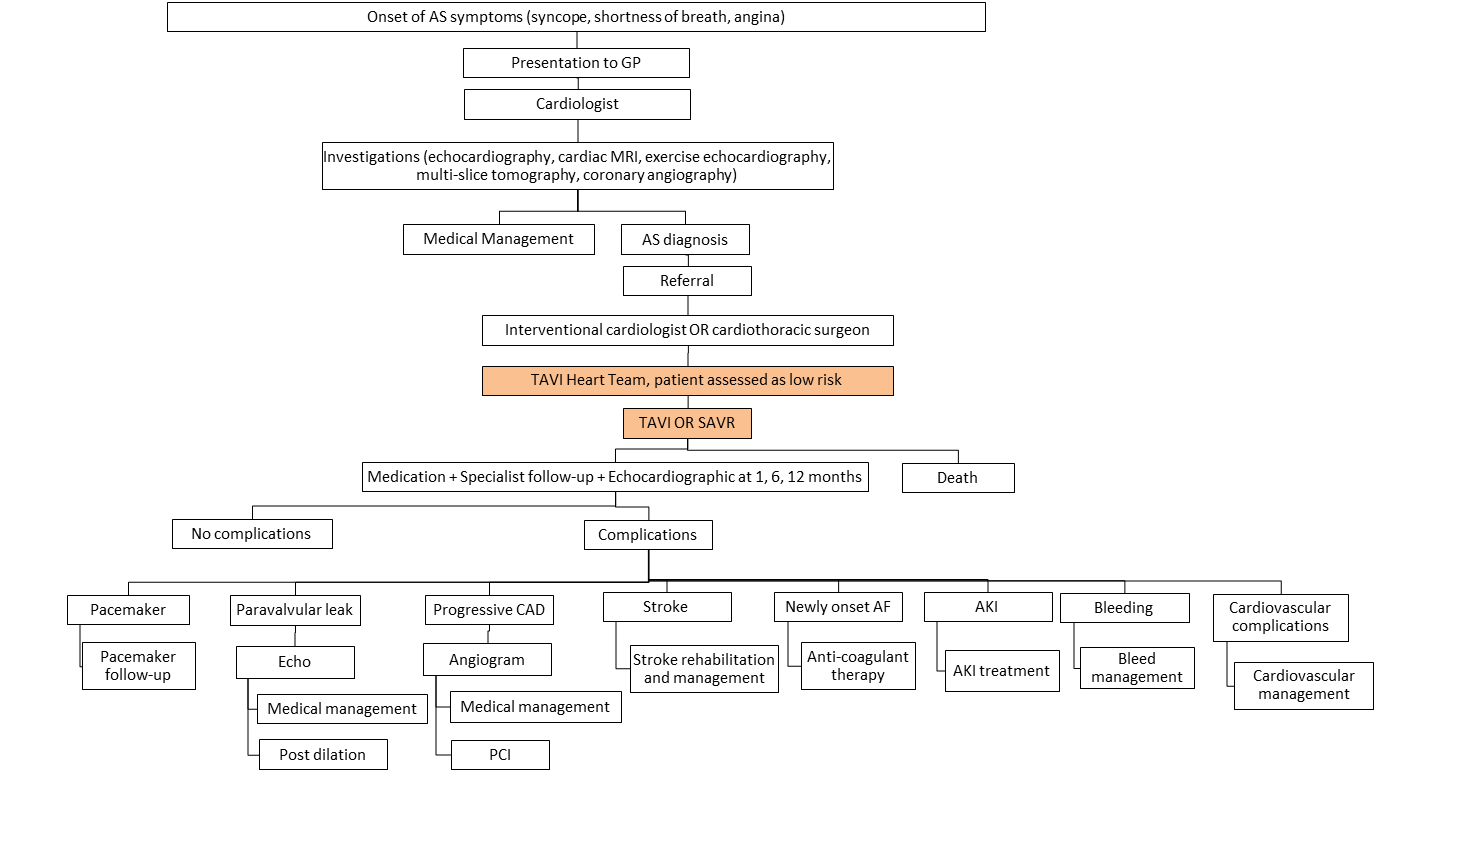 Onset of AS symptoms (syncope, shortness of breath, angina)
Presentation to GP
Cardiologist
Investigations (echocardiography, cardiac MRI, exercise echocardiography,
multi-slice tomography, coronary angiography)
Medical Management
AS diagnosis
Referral
Interventional cardiologist OR cardiothoracic surgeon
TAVI Heart Team, patient assessed as low risk
TAVI OR SAVR
Medication + Specialist follow-up + Echocardiographic at 1, 6, 12 months
Death
No complications
Complications
Pacemaker
Paravalvular leak
Progressive CAD
Stroke
Newly onset AF
AKI
Bleeding
Cardiovascular
complications
Pacemaker
follow-up
Echo
Angiogram
Stroke rehabilitation
and management
Anti-coagulant
therapy
AKI treatment
Bleed
management
Cardiovascular
management
Medical management
Medical management
Post dilation
PCI